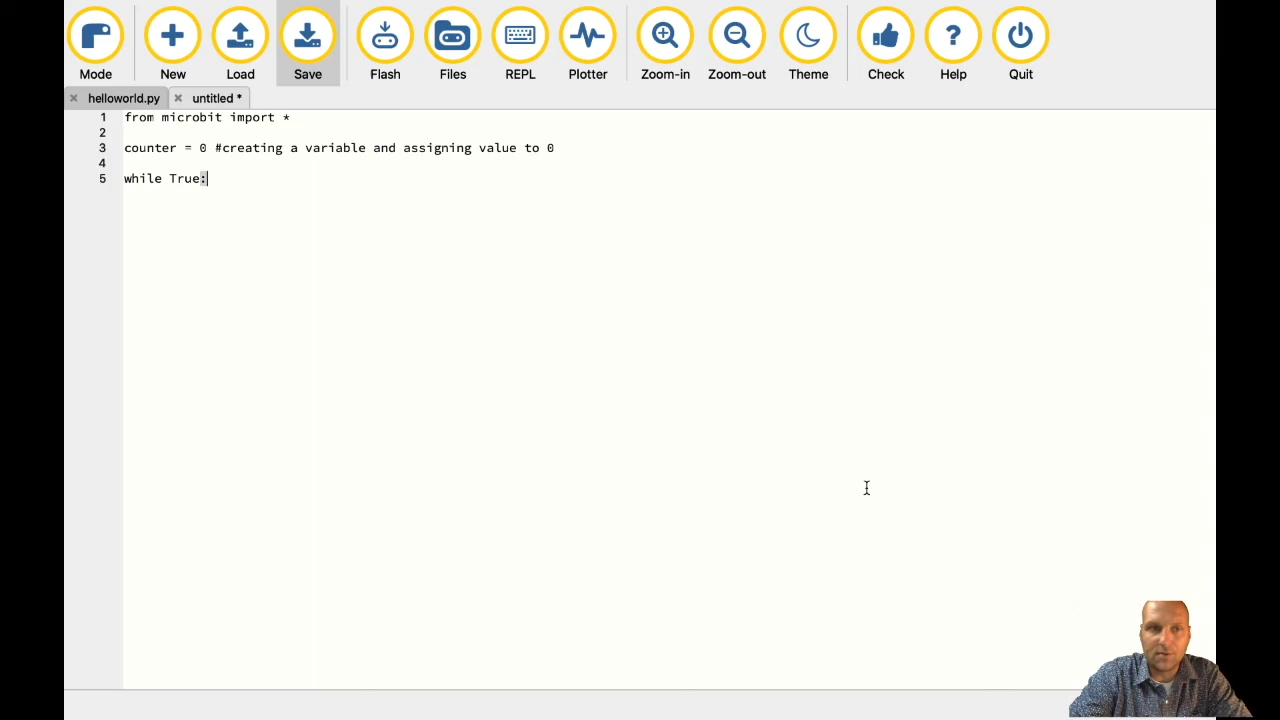 Mode New Load Save Flash Files REPL Plotter Zoom-in Zoom-out Theme Check Help Quit
helloworld.py untitled *
1 from microbit import *
2
3 counter = 0 #creating a variable and assigning value to 0
4
5 while True: